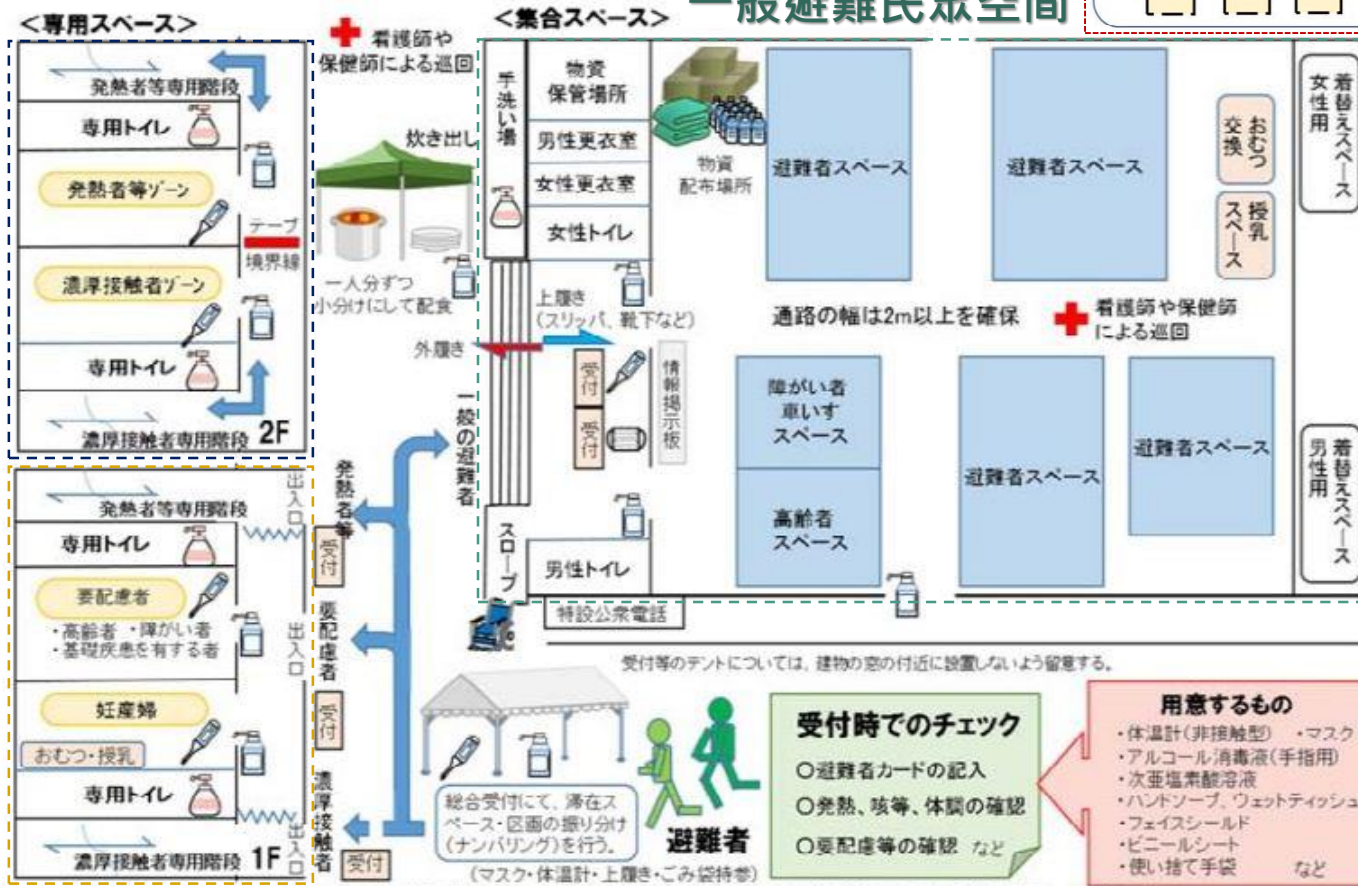 一般避難民眾空間
＜専用スペース＞
発熱者等専用階段
専用トイレ
発熱者等ゾーン
テープ
境界線
濃厚接触者ゾーン
専用トイレ
濃厚接触者専用階段
2F
発熱者等専用階段
出入口
専用トイレ
要配慮者
・高齢者 ・障がい者
・基礎疾患を有する者
出入口
妊産婦
おむつ・授乳
専用トイレ
濃厚接触者専用階段
1F
出入口
看護師や
保健師による巡回
炊き出し
一人分ずつ
小分けにして配食
外履き
一般の避難者
発熱者等
受付
要配慮者
受付
濃厚接触者
受付
＜集合スペース＞
手洗い場
物資
保管場所
男性更衣室
女性更衣室
女性トイレ
物資
配布場所
上履き
(スリッパ、靴下など)
受付
受付
情報掲示板
スロープ
男性トイレ
特設公衆電話
避難者スペース
避難者スペース
おむつ
交換
授乳
スペース
着替えスペース
女性用
通路の幅は2m以上を確保
看護師や保健師
による巡回
障がい者
車いす
スペース
高齢者
スペース
避難者スペース
避難者スペース
着替えスペース
男性用
受付等のテントについては、建物の窓の付近に設置しないよう留意する。
総合受付にて、滞在ス
ペース・区画の振り分け
(ナンバリング)を行う。
避難者
(マスク・体温計・上履き・ごみ袋持参)
受付時でのチェック
○避難者カードの記入
○発熱、咳等、体調の確認
○要配慮等の確認 など
用意するもの
・体温計(非接触型) ・マスク
・アルコール消毒液(手指用)
・次亜塩素酸溶液
・ハンドソープ、ウェットティッシュ
・フェイスシールド
・ビニールシート
・使い捨て手袋 など